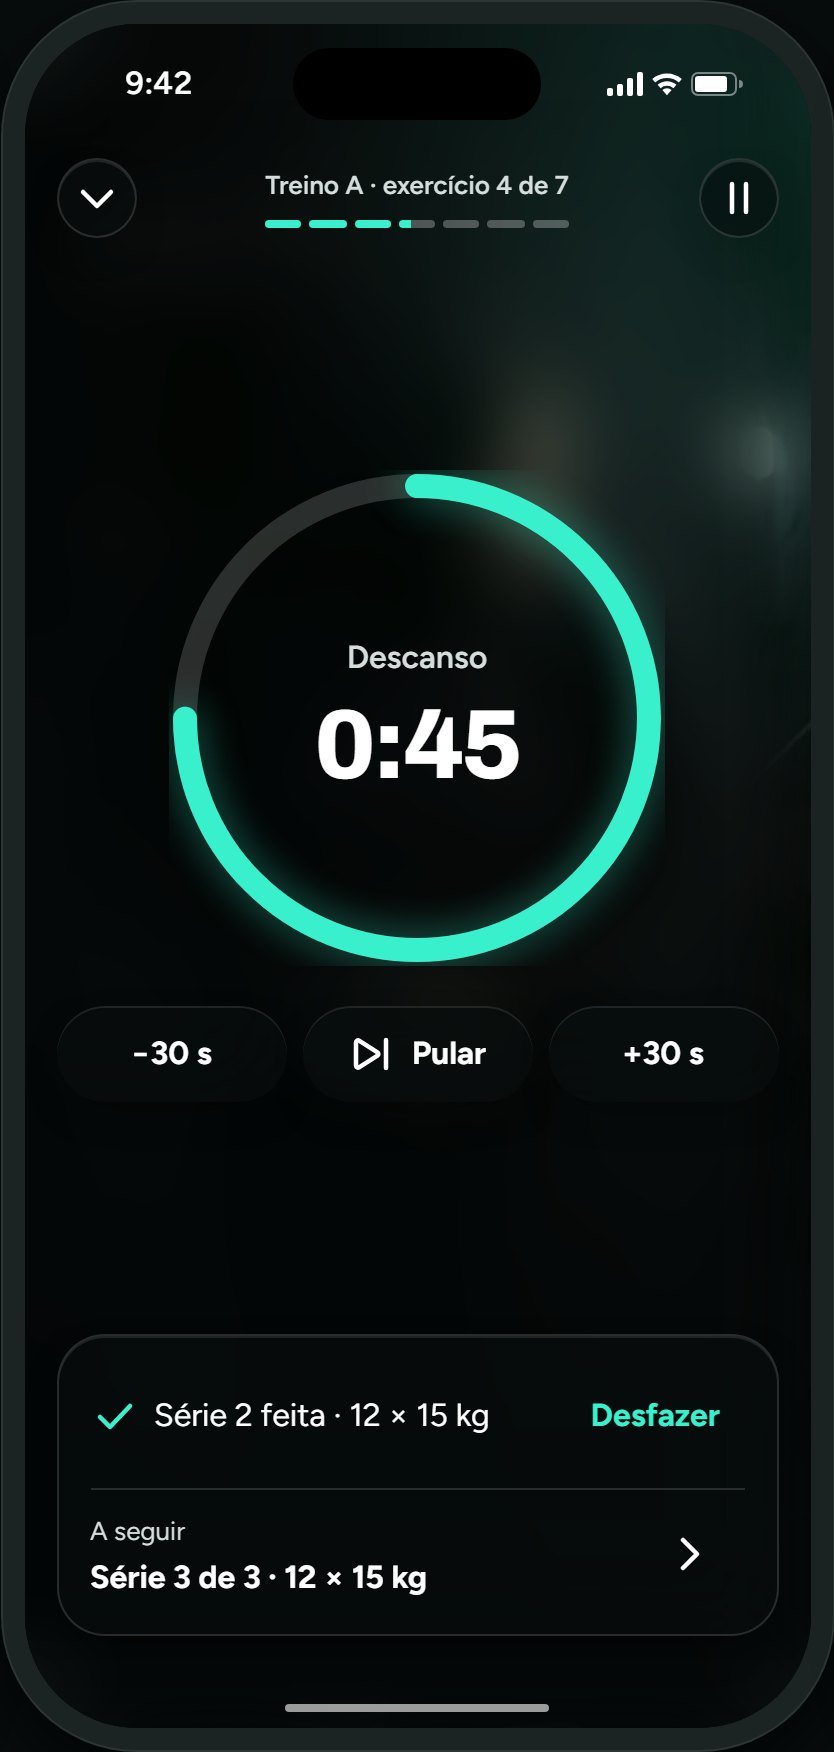 9:42
Treino A · exercício 4 de 7
Descanso
0:45
−30 s
Pular
+30 s
Série 2 feita · 12 × 15 kg
Desfazer
A seguir
Série 3 de 3 · 12 × 15 kg